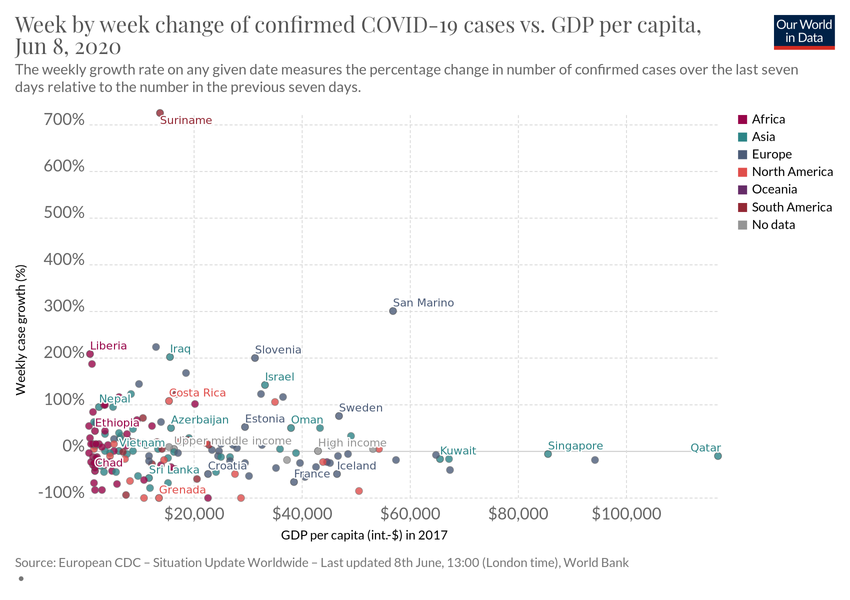 Week by week change of confirmed COVID-19 cases vs. GDP per capita,
Jun 8, 2020
Our World
in Data
The weekly growth rate on any given date measures the percentage change in number of confirmed cases over the last seven
days relative to the number in the previous seven days.
700%
600%
500%
400%
300%
200%
100%
0%
-100%
Weekly case growth (%)
Suriname
San Marino
Liberia
Iraq
Slovenia
Israel
Costa Rica
Nepal
Sweden
Ethiopia
Azerbaijan
Estonia
Oman
Vietnam
Upper middle income
High income
Kuwait
Singapore
Qatar
Chad
Sri Lanka
Croatia
France
Iceland
Grenada
$20,000
$40,000
$60,000
$80,000
$100,000
GDP per capita (int.-$) in 2017
Africa
Asia
Europe
North America
Oceania
South America
No data
Source: European CDC – Situation Update Worldwide – Last updated 8th June, 13:00 (London time), World Bank
•